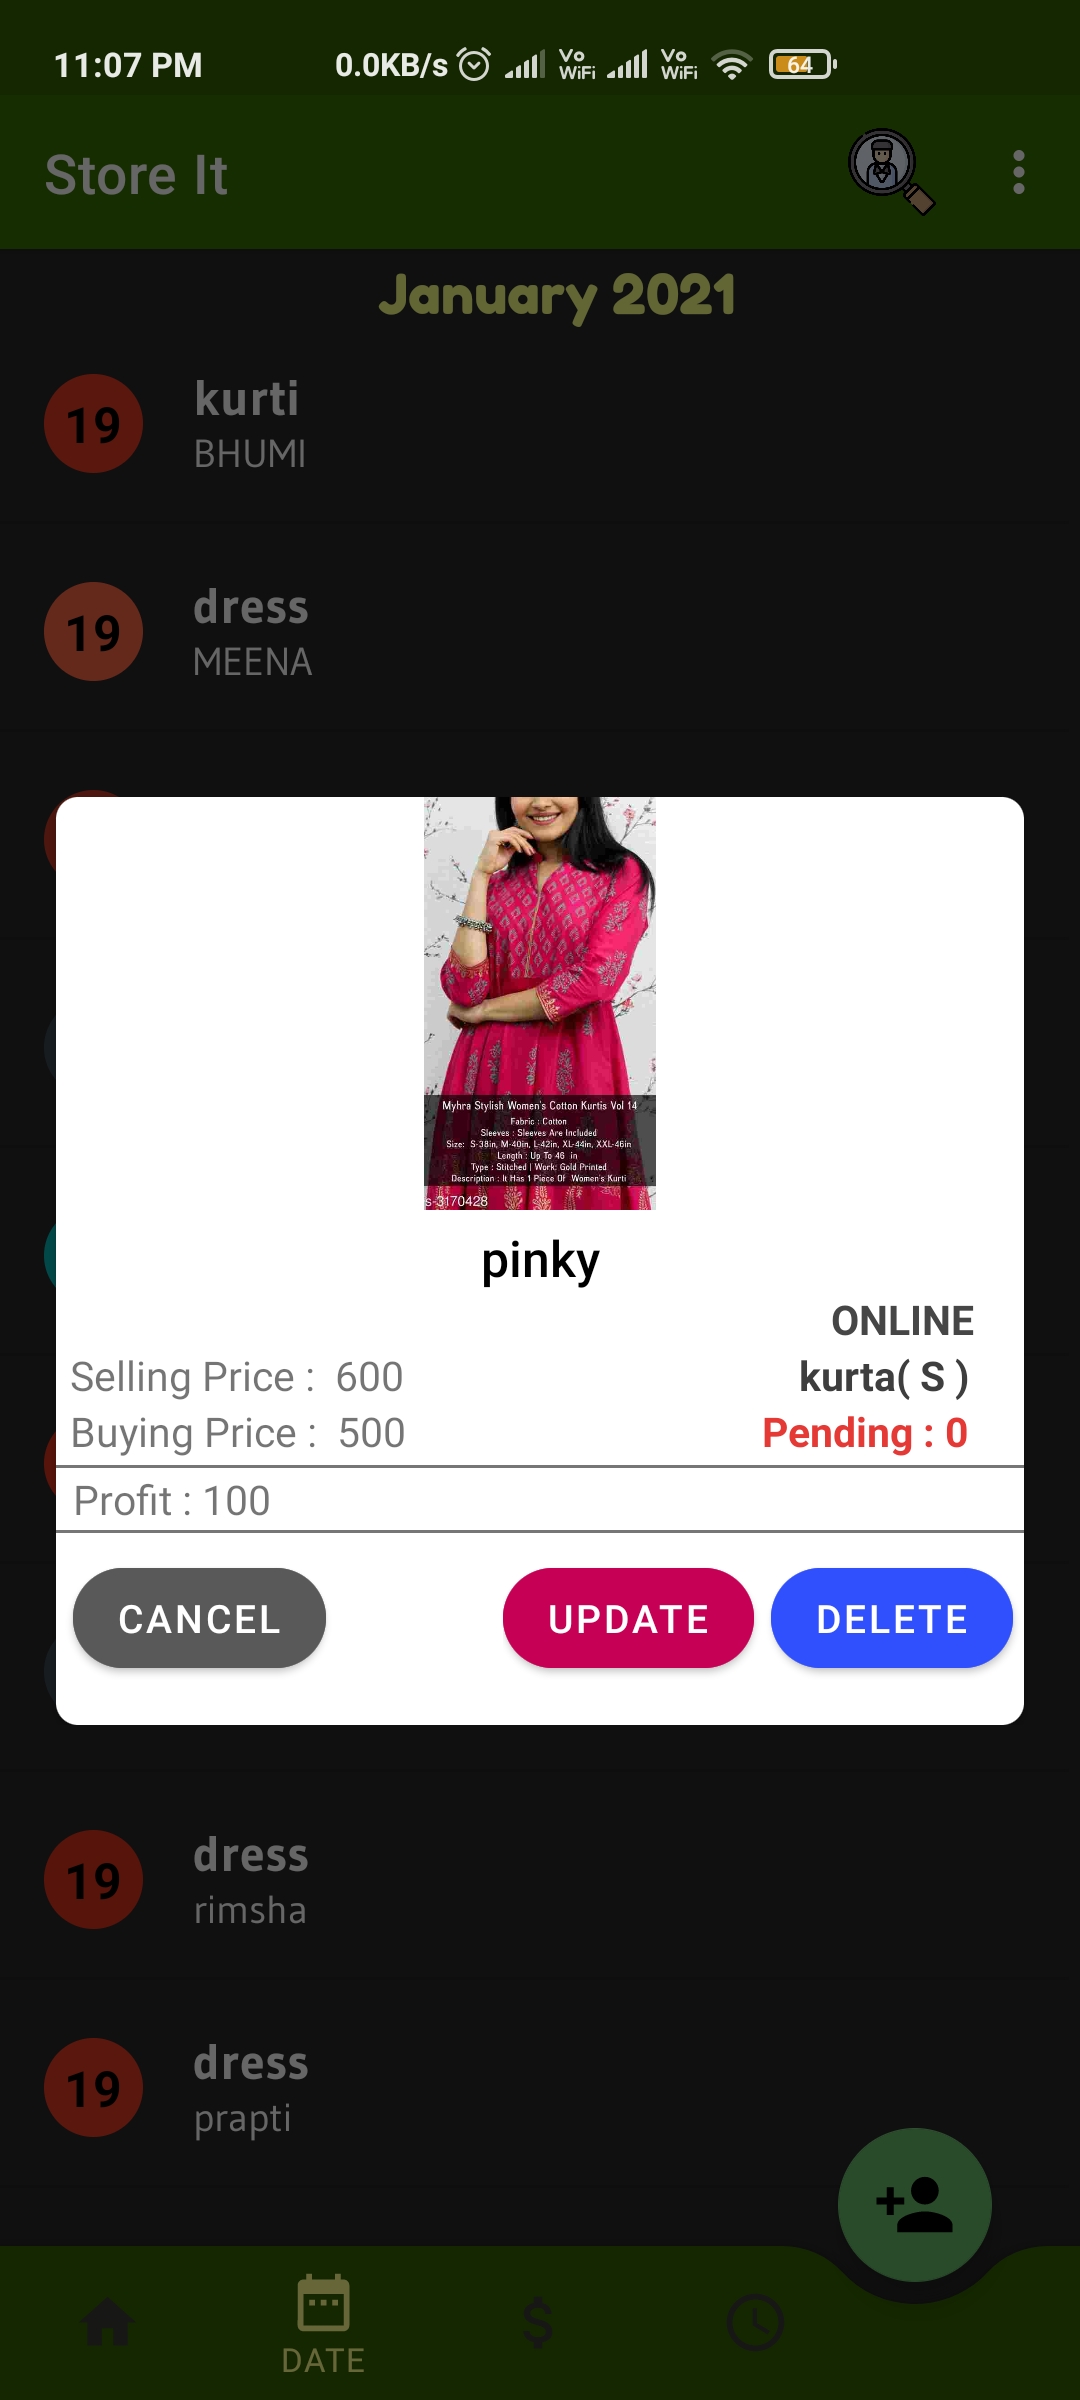 11:07 PM 0.0KB/s Vo WiFi Vo WiFi 64
Store It
January 2021
19 kurti
BHUMI
19 dress
MEENA
Myhra Stylish Women's Cotton Kurtis Vol 14
Fabric : Cotton
Sleeves : Sleeves Are Included
Size: S-38in, M-40in, L-42in, XL-44in, XXL-46in
Length : Up To 46 in
Type : Stitched | Work: Gold Printed
Description : It Has 1 Piece Of Women's Kurti
s-3170428
pinky
ONLINE
Selling Price : 600 kurta( S )
Buying Price : 500 Pending : 0
Profit : 100
CANCEL UPDATE DELETE
19 dress
rimsha
19 dress
prapti
DATE